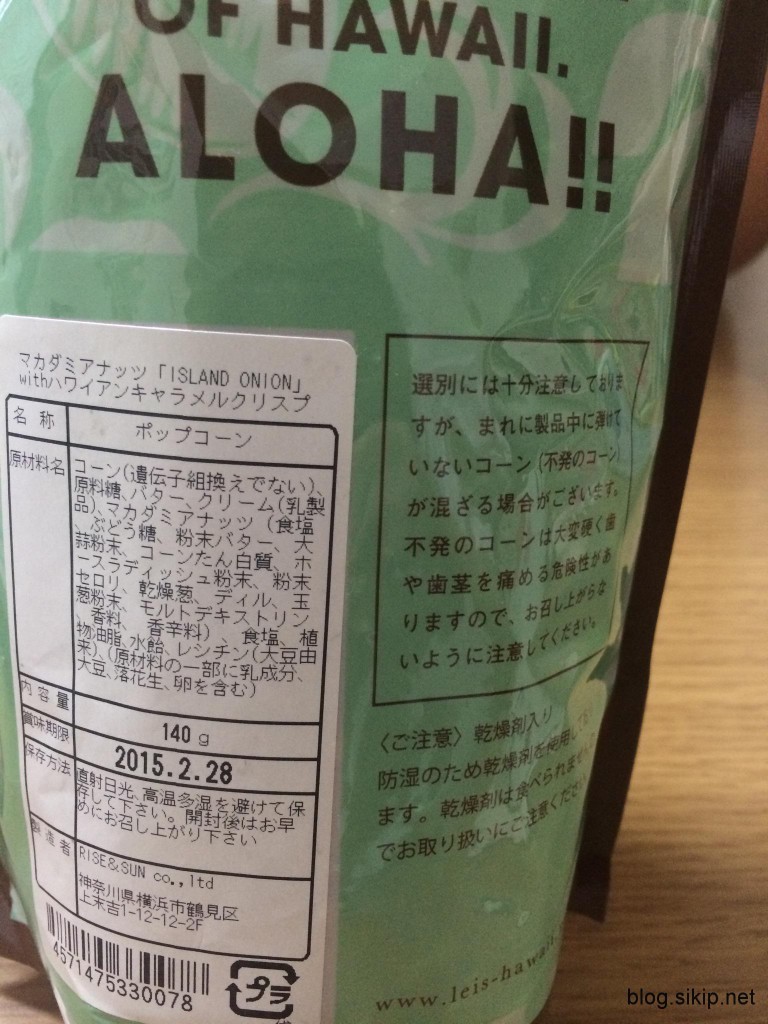 OF HAWAII.
ALOHA!!
マカダミアナッツ「ISLAND ONION」
withハワイアンキャラメルクリスプ
名称 ポップコーン
原材料名 コーン(遺伝子組換えでない)、
原料糖、バター、クリーム(乳製
品)、マカダミアナッツ（食塩
、ぶどう糖、粉末バター、大
蒜粉末、コーンたん白質、ホ
ースラディッシュ粉末、粉末
セロリ、乾燥葱、ディル、玉
葱粉末、モルトデキストリン
、香料、香辛料）、食塩、植
物油脂、水飴、レシチン(大豆由
来)、(原材料の一部に乳成分、
大豆、落花生、卵を含む)
内容量 140g
賞味期限 2015.2.28
保存方法 直射日光、高温多湿を避けて保
存して下さい。開封後はお早
めにお召し上がり下さい
製造者 RISE&SUN co.,ltd
神奈川県横浜市鶴見区
上末吉1-12-12-2F
4571475330078
プラ
選別には十分注意しておりま
すが、まれに製品中に弾けて
いないコーン(不発のコーン)
が混ざる場合がございます。
不発のコーンは大変硬く歯
や歯茎を痛める危険性があ
りますので、お召し上がらな
いように注意してください。
〈ご注意〉乾燥剤入り
防湿のため乾燥剤を使用して
ます。乾燥剤は食べられません
でお取り扱いにご注意ください
www.leis-hawaii.
blog.sikip.net